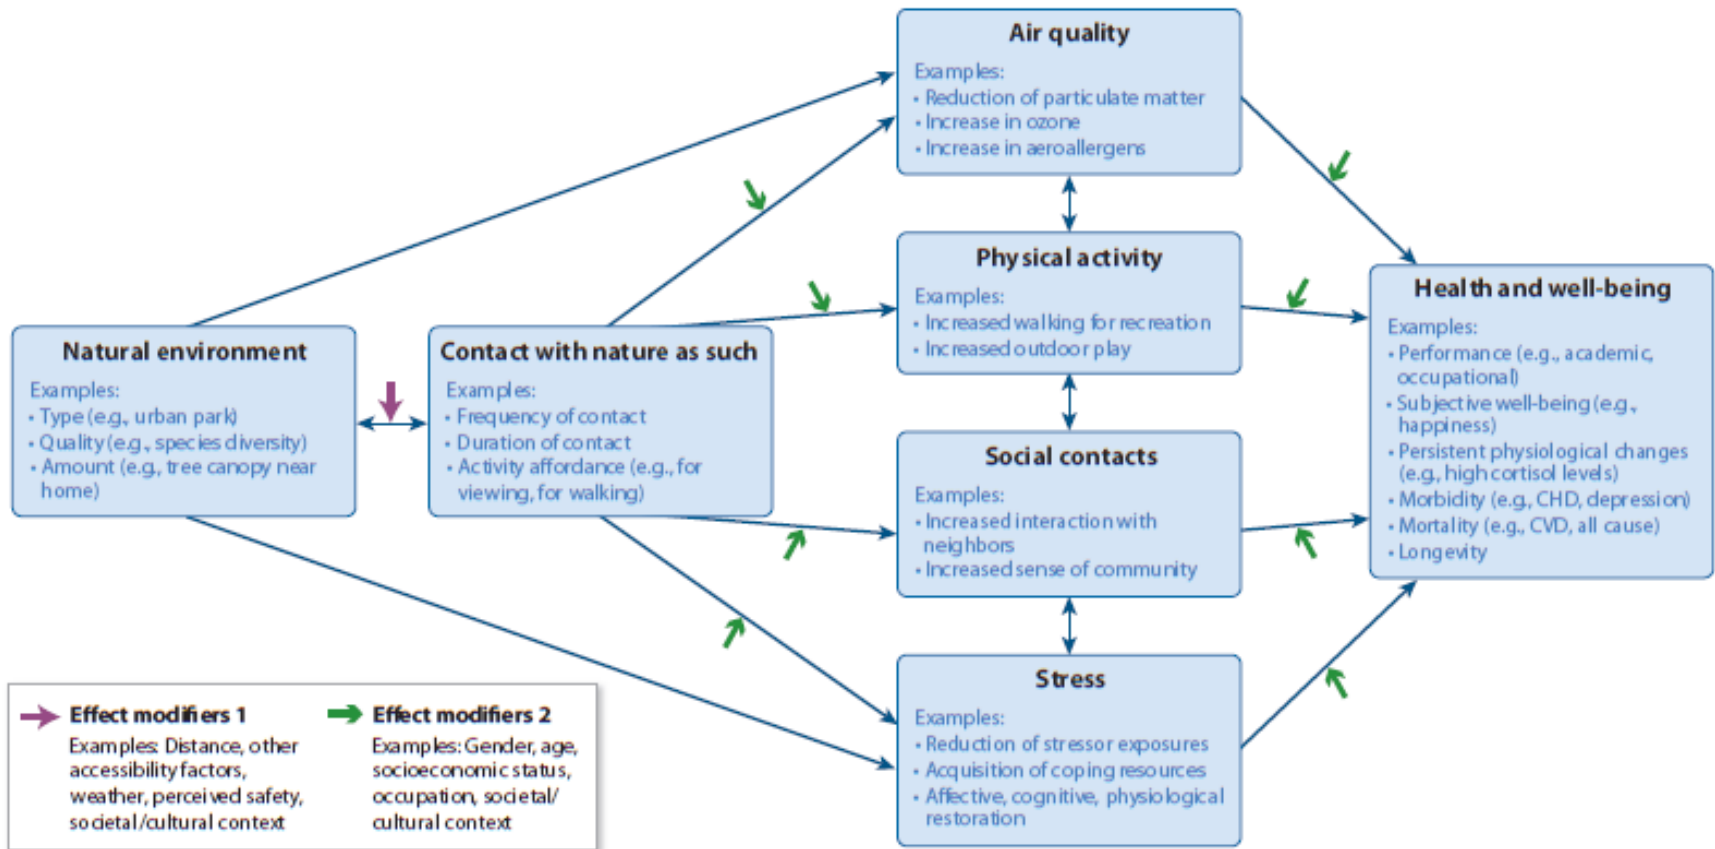 Air quality
Examples:
• Reduction of particulate matter
• Increase in ozone
• Increase in aeroallergens
Physical activity
Examples:
• Increased walking for recreation
• Increased outdoor play
Health and well-being
Examples:
• Performance (e.g., academic,
occupational)
• Subjective well-being (e.g.,
happiness)
• Persistent physiological changes
(e.g., high cortisol levels)
• Morbidity (e.g., CHD, depression)
• Mortality (e.g., CVD, all cause)
• Longevity
Natural environment
Examples:
• Type (e.g., urban park)
• Quality (e.g., species diversity)
• Amount (e.g., tree canopy near
home)
Contact with nature as such
Examples:
• Frequency of contact
• Duration of contact
• Activity affordance (e.g., for
viewing, for walking)
Social contacts
Examples:
• Increased interaction with
neighbors
• Increased sense of community
Stress
Examples:
• Reduction of stressor exposures
• Acquisition of coping resources
• Affective, cognitive, physiological
restoration
Effect modifiers 1
Examples: Distance, other
accessibility factors,
weather, perceived safety,
societal/cultural context
Effect modifiers 2
Examples: Gender, age,
socioeconomic status,
occupation, societal/
cultural context